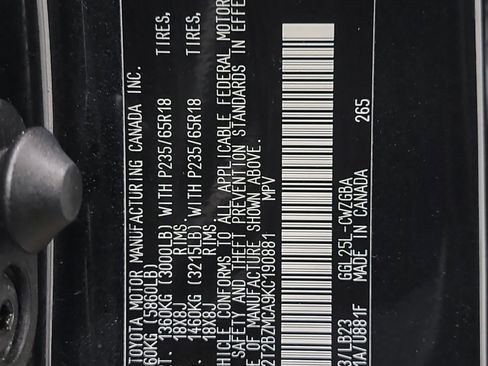 TOYOTA MOTOR MANUFACTURING CANADA INC.
60KG (5860LB)
T. 1360KG (3000LB) WITH P235/65R18 TIRES,
18X8J RIMS.
1460KG (3215LB) WITH P235/65R18 TIRES,
18X8J RIMS.
HICLE CONFORMS TO ALL APPLICABLE FEDERAL MOTOR
SAFETY AND THEFT PREVENTION STANDARDS IN EFFE
E OF MANUFACTURE SHOWN ABOVE.
2T2BZMCA9KC190881 MPV
3/LB23 GGL25L-CWZGBA
1A/U881F MADE IN CANADA 265